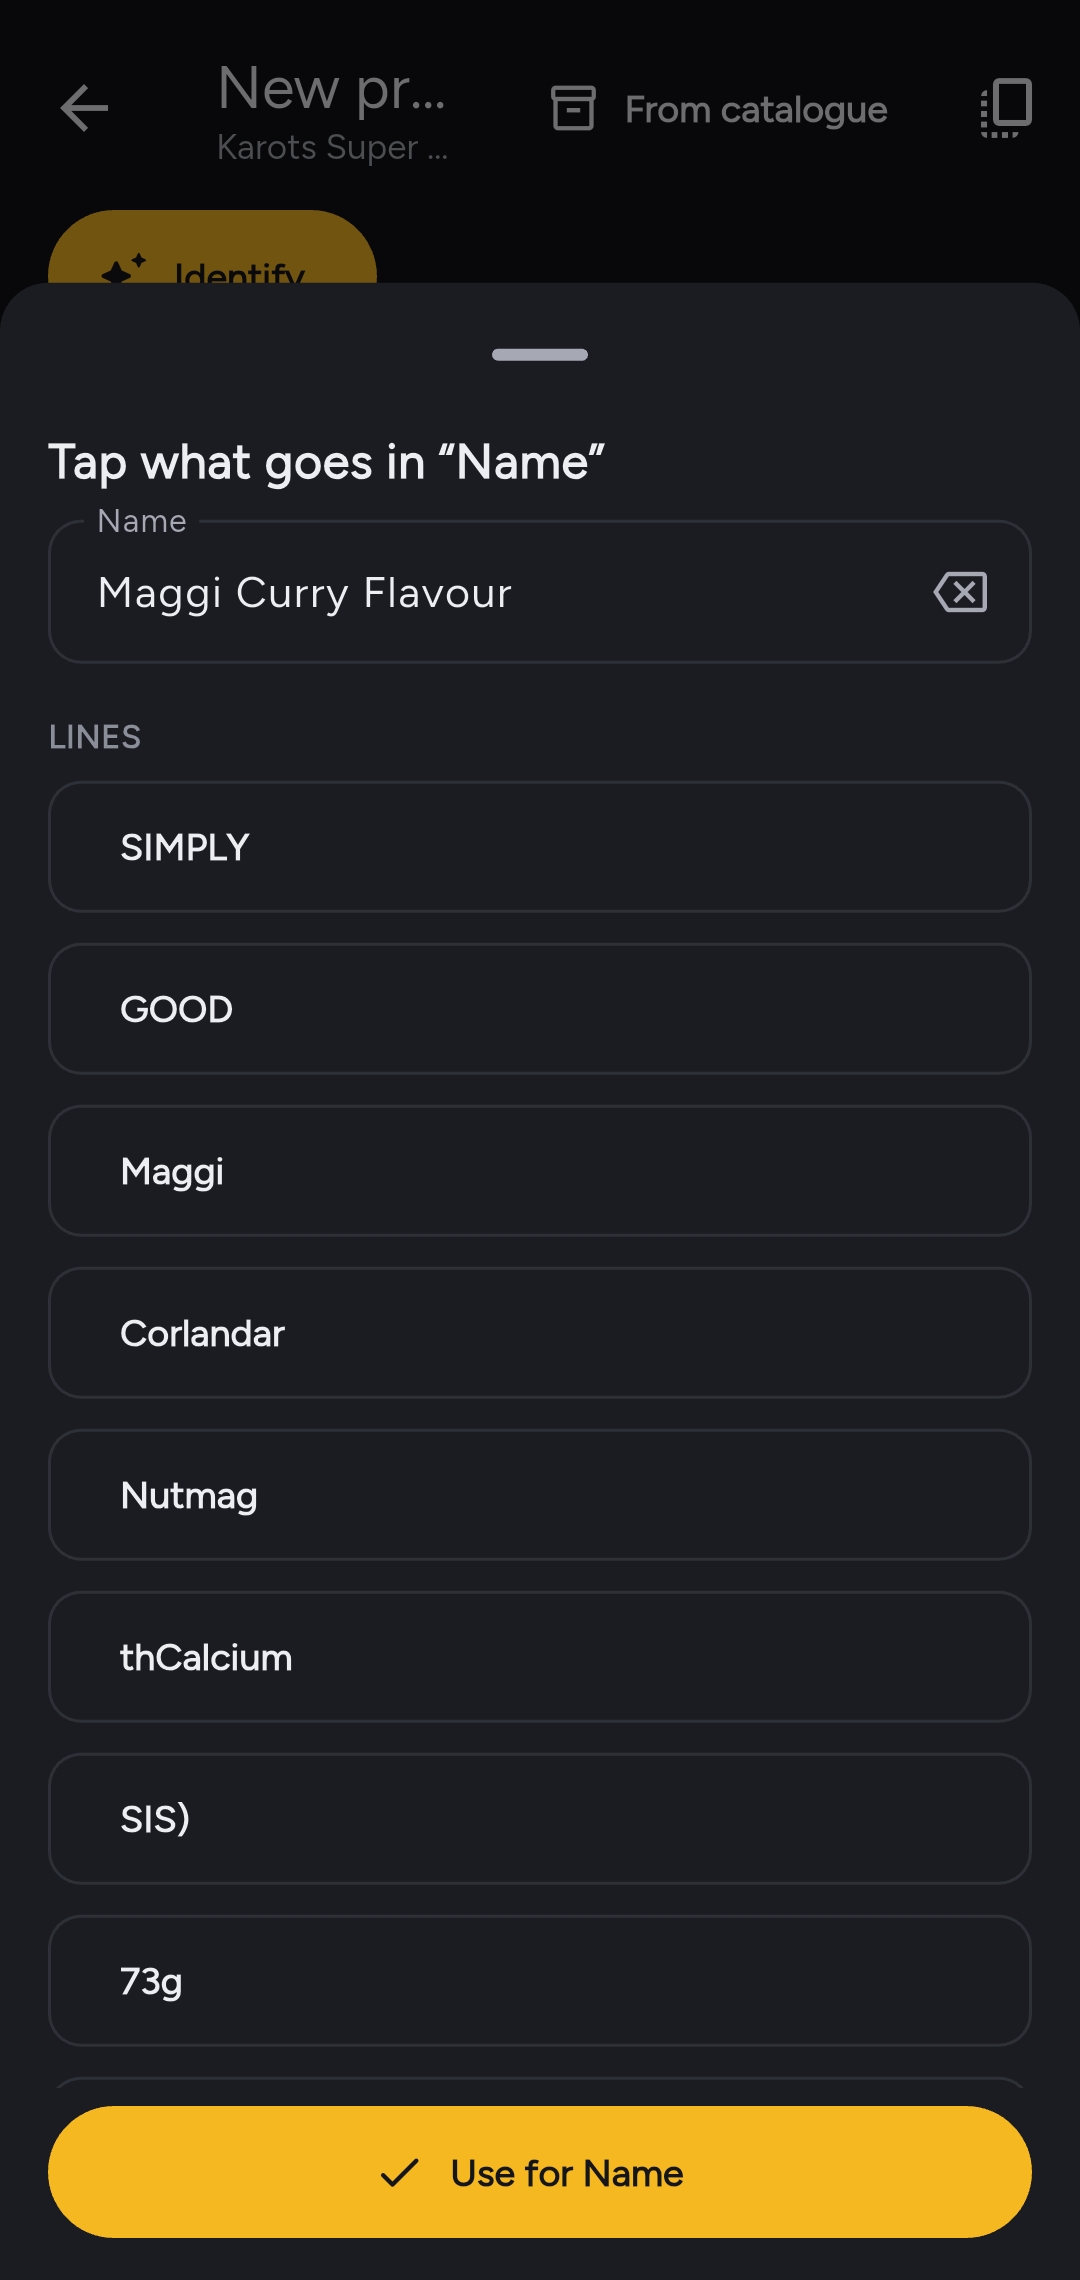 New pr...
Karots Super ...
From catalogue
Identify
Tap what goes in “Name”
Name
Maggi Curry Flavour
LINES
SIMPLY
GOOD
Maggi
Corlandar
Nutmag
thCalcium
SIS)
73g
Use for Name